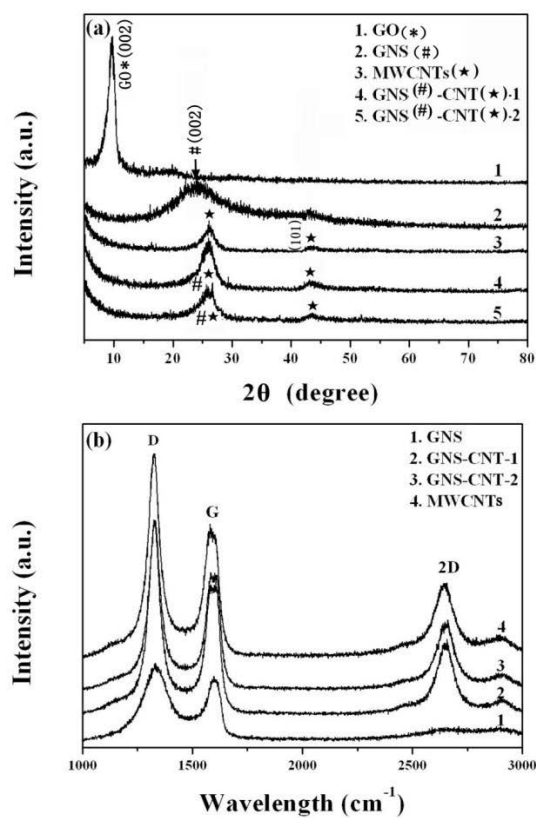 (a)
1. GO(*)
2. GNS (#)
3. MWCNTs(★)
4. GNS (#) -CNT(★)-1
5. GNS (#) -CNT(★)-2
GO*(002)
#(002)
1
2
★
(101)
★
3
★
★
4
#
★
★
5
# ★
Intensity (a.u.)
10 20 30 40 50 60 70 80
2θ (degree)
(b)
D
1. GNS
2. GNS-CNT-1
3. GNS-CNT-2
4. MWCNTs
G
2D
4
3
2
1
Intensity (a.u.)
1000 1500 2000 2500 3000
Wavelength (cm-1)